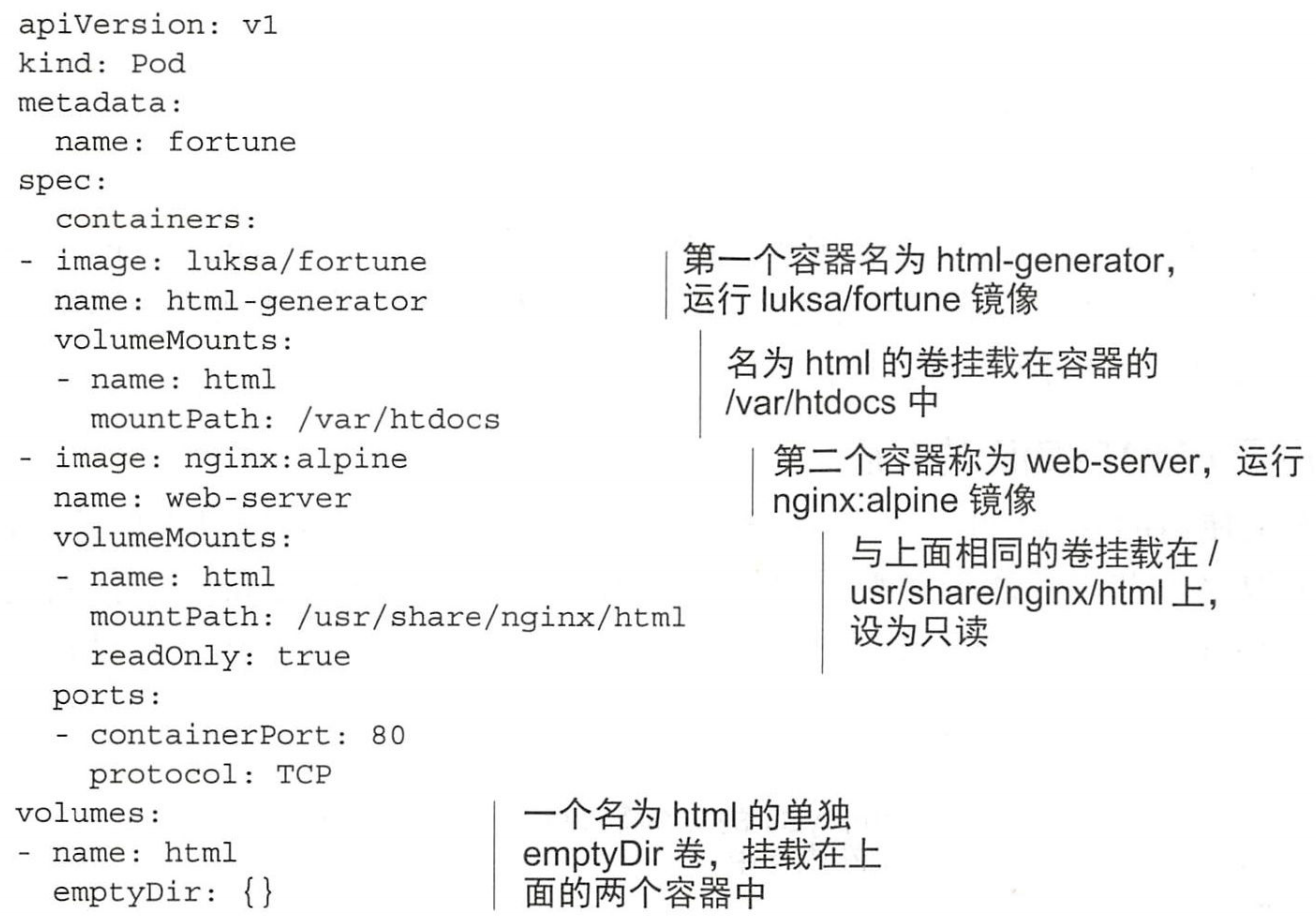 apiVersion: v1
kind: Pod
metadata:
  name: fortune
spec:
  containers:
- image: luksa/fortune
  name: html-generator
第一个容器名为 html-generator,
运行 luksa/fortune 镜像
  volumeMounts:
  - name: html
    mountPath: /var/htdocs
名为 html 的卷挂载在容器的
/var/htdocs 中
- image: nginx:alpine
  name: web-server
第二个容器称为 web-server，运行
nginx:alpine 镜像
  volumeMounts:
  - name: html
    mountPath: /usr/share/nginx/html
    readOnly: true
与上面相同的卷挂载在 /
usr/share/nginx/html 上，
设为只读
  ports:
  - containerPort: 80
    protocol: TCP
volumes:
- name: html
  emptyDir: {}
一个名为 html 的单独
emptyDir 卷，挂载在上
面的两个容器中